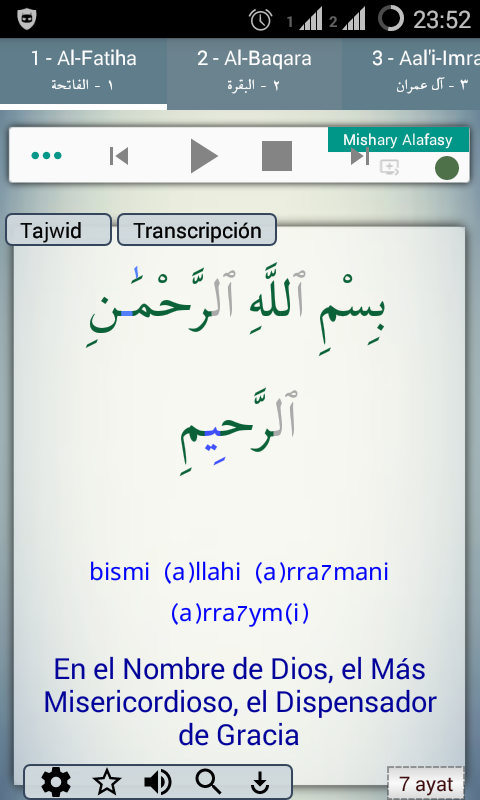 1 2 23:52
1 - Al-Fatiha 2 - Al-Baqara 3 - Aal'i-Imra
١ - الفاتحة ٢ - البقرة ٣ - آل عمران
Mishary Alafasy
Tajwid Transcripción
بِسْمِ ٱللَّهِ ٱلرَّحْمَـٰنِ
ٱلرَّحِيمِ
bismi (a)llahi (a)rra7mani
(a)rra7ym(i)
En el Nombre de Dios, el Más
Misericordioso, el Dispensador
de Gracia
7 ayat